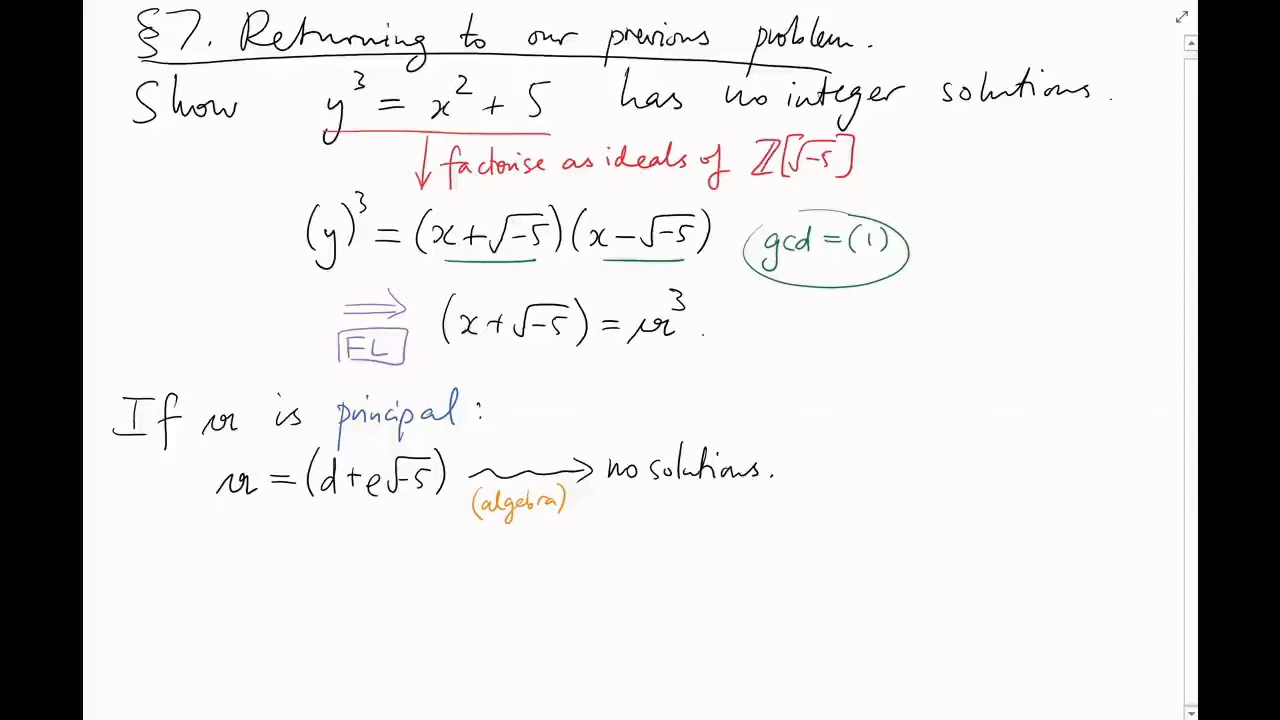 §7. Returning to our previous problem.
Show y³ = x² + 5 has no integer solutions.
↓ factorise as ideals of ℤ[√-5]
(y)³ = (x+√-5)(x-√-5) gcd = (1)
⟹ (x+√-5) = 𝔞³.
FL
If 𝔞 is principal:
𝔞 = (d+e√-5) ⇝ no solutions.
(algebra)